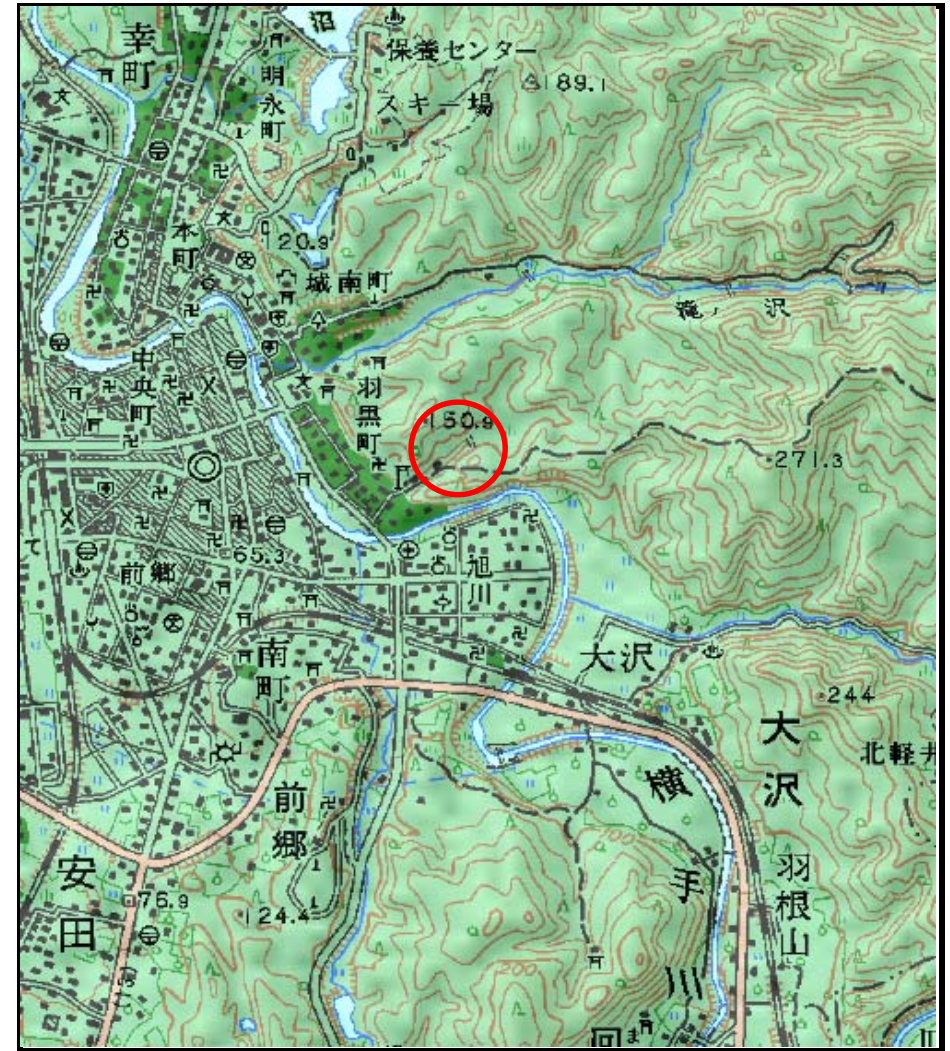 沼
幸町
明永町
保養センター
189.1
スキー場
本町
120.9
城南町
滝ノ沢
中央町
羽黒町
150.9
271.3
て
前郷
65.3
旭川
南町
大沢
244
大沢
北軽井
横手川
前郷
羽根山
安田
76.9
124.4
200